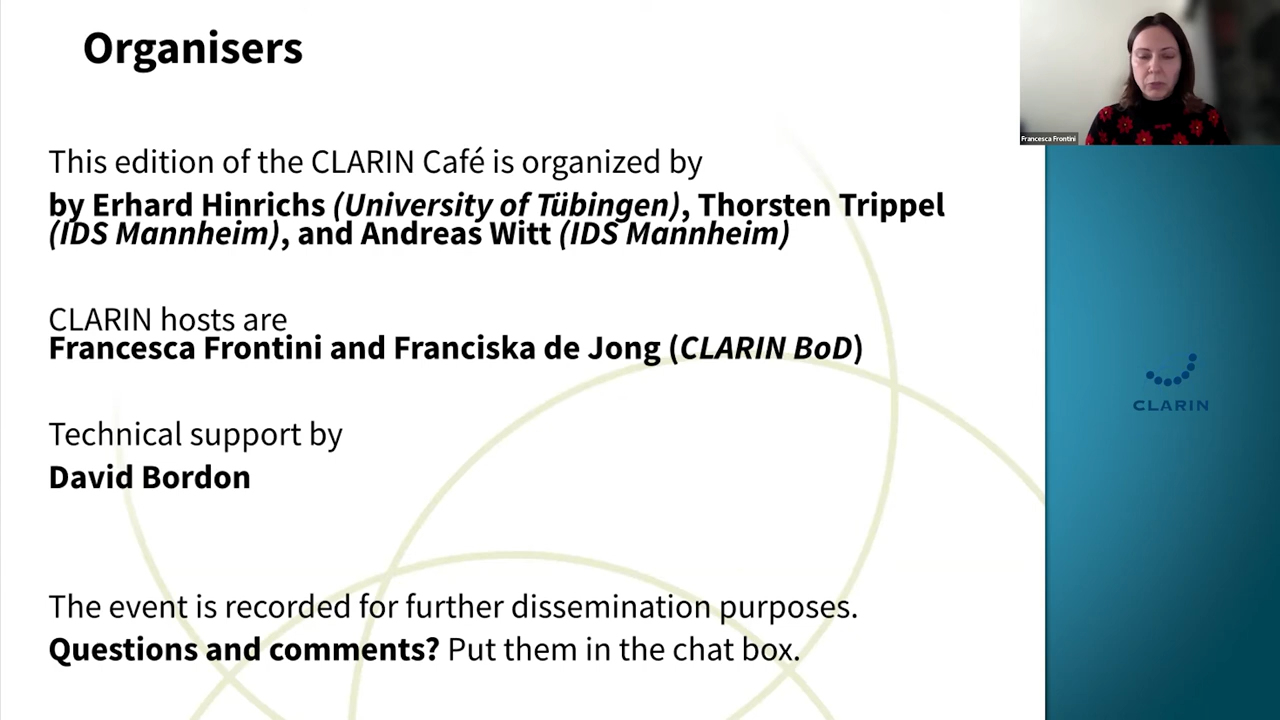 Organisers
This edition of the CLARIN Café is organized by
by Erhard Hinrichs (University of Tübingen), Thorsten Trippel
(IDS Mannheim), and Andreas Witt (IDS Mannheim)
CLARIN hosts are
Francesca Frontini and Franciska de Jong (CLARIN BoD)
Technical support by
David Bordon
The event is recorded for further dissemination purposes.
Questions and comments? Put them in the chat box.
Francesca Frontini
CLARIN